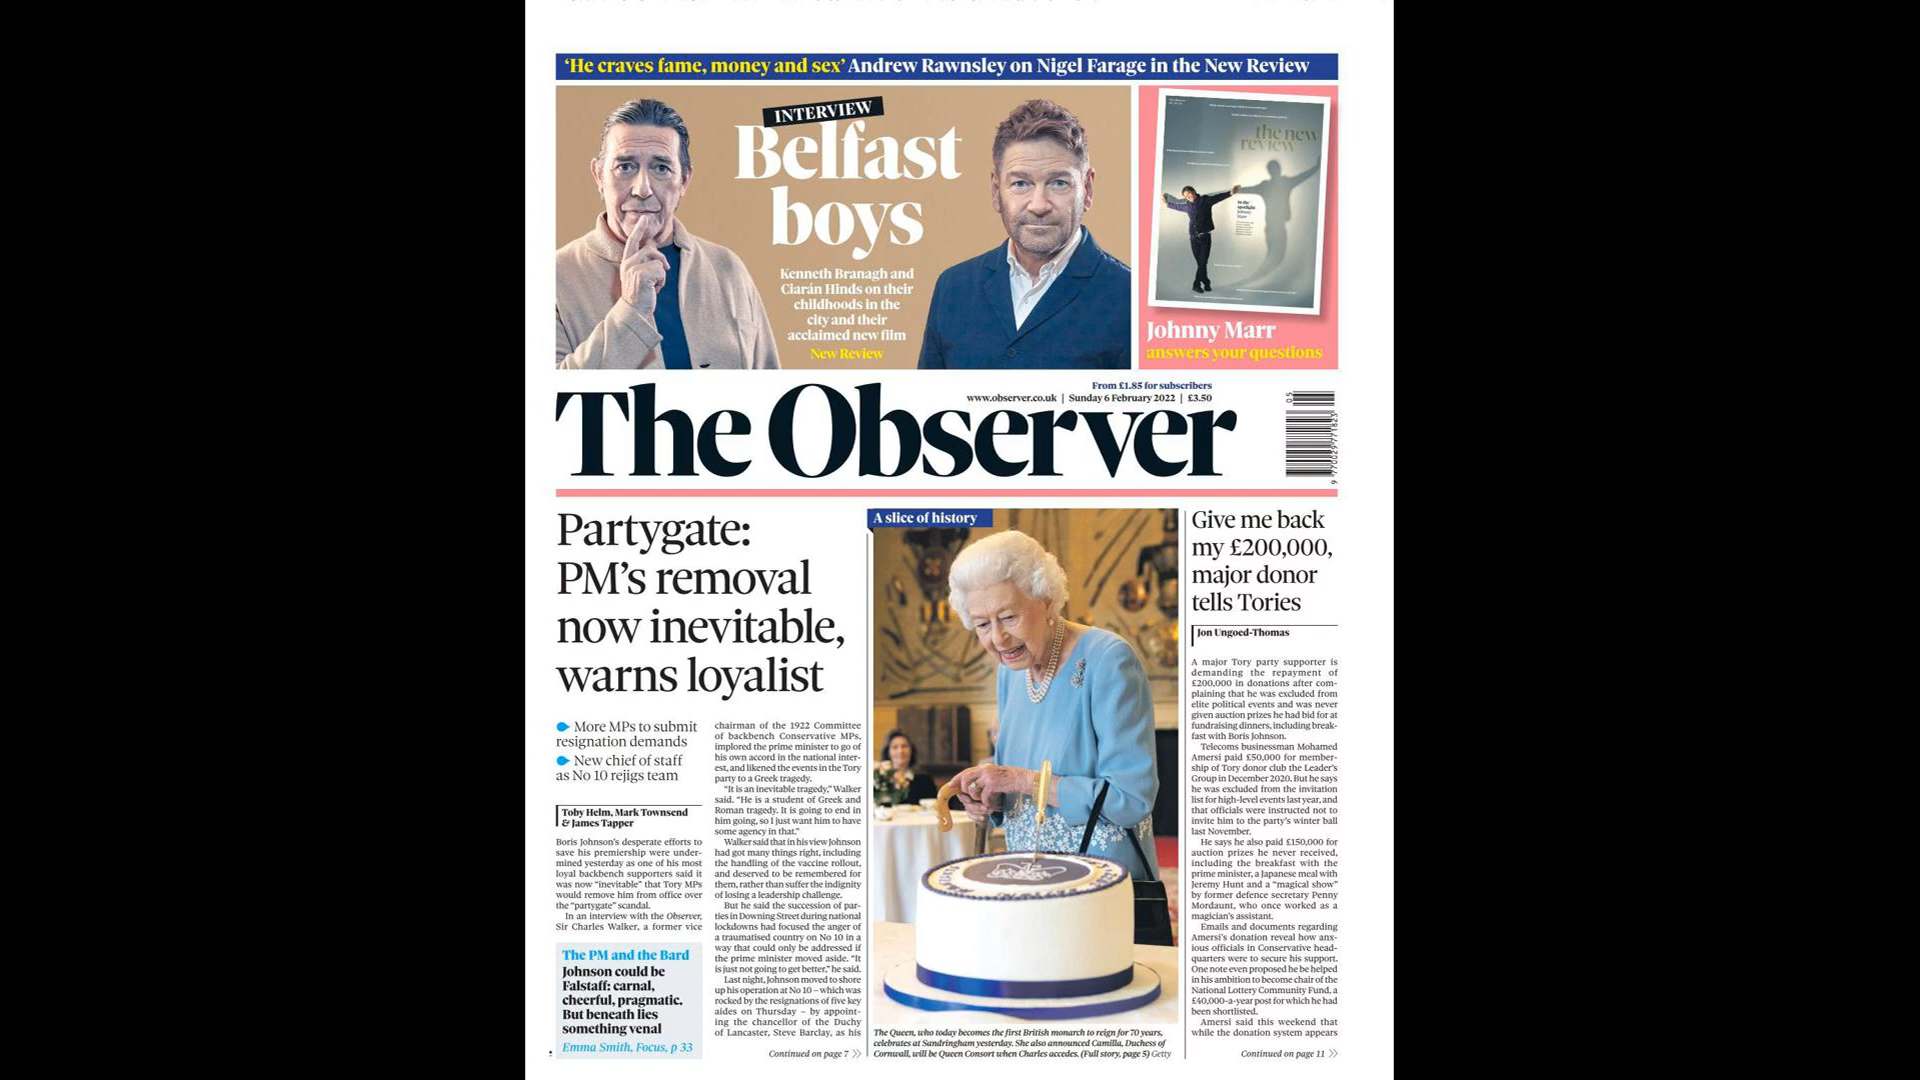 ‘He craves fame, money and sex’ Andrew Rawnsley on Nigel Farage in the New Review
INTERVIEW
Belfast
boys
Kenneth Branagh and
Ciarán Hinds on their
childhoods in the
city and their
acclaimed new film
New Review
the new
review
In the
spotlight
Johnny
Marr
Johnny Marr
answers your questions
From £1.85 for subscribers
www.observer.co.uk | Sunday 6 February 2022 | £3.50
The Observer
05
9 770029 771823
Partygate:
PM’s removal
now inevitable,
warns loyalist
More MPs to submit
resignation demands
New chief of staff
as No 10 rejigs team
Toby Helm, Mark Townsend
& James Tapper
Boris Johnson’s desperate efforts to
save his premiership were under-
mined yesterday as one of his most
loyal backbench supporters said it
was now “inevitable” that Tory MPs
would remove him from office over
the “partygate” scandal.
In an interview with the Observer,
Sir Charles Walker, a former vice
The PM and the Bard
Johnson could be
Falstaff: carnal,
cheerful, pragmatic.
But beneath lies
something venal
Emma Smith, Focus, p 33
chairman of the 1922 Committee
of backbench Conservative MPs,
implored the prime minister to go of
his own accord in the national inter-
est, and likened the events in the Tory
party to a Greek tragedy.
“It is an inevitable tragedy,” Walker
said. “He is a student of Greek and
Roman tragedy. It is going to end in
him going, so I just want him to have
some agency in that.”
Walker said that in his view Johnson
had got many things right, including
the handling of the vaccine rollout,
and deserved to be remembered for
them, rather than suffer the indignity
of losing a leadership challenge.
But he said the succession of par-
ties in Downing Street during national
lockdowns had focused the anger of
a traumatised country on No 10 in a
way that could only be addressed if
the prime minister moved aside. “It
is just not going to get better,” he said.
Last night, Johnson moved to shore
up his operation at No 10 – which was
rocked by the resignations of five key
aides on Thursday – by appoint-
ing the chancellor of the Duchy
of Lancaster, Steve Barclay, as his
Continued on page 7
A slice of history
The Queen, who today becomes the first British monarch to reign for 70 years,
celebrates at Sandringham yesterday. She also announced Camilla, Duchess of
Cornwall, will be Queen Consort when Charles accedes. (Full story, page 5) Getty
Give me back
my £200,000,
major donor
tells Tories
Jon Ungoed-Thomas
A major Tory party supporter is
demanding the repayment of
£200,000 in donations after com-
plaining that he was excluded from
elite political events and was never
given auction prizes he had bid for at
fundraising dinners, including break-
fast with Boris Johnson.
Telecoms businessman Mohamed
Amersi paid £50,000 for member-
ship of Tory donor club the Leader’s
Group in December 2020. But he says
he was excluded from the invitation
list for high-level events last year, and
that officials were instructed not to
invite him to the party’s winter ball
last November.
He says he also paid £150,000 for
auction prizes he never received,
including the breakfast with the
prime minister, a Japanese meal with
Jeremy Hunt and a “magical show”
by former defence secretary Penny
Mordaunt, who once worked as a
magician’s assistant.
Emails and documents regarding
Amersi’s donation reveal how anx-
ious officials in Conservative head-
quarters were to secure his support.
One note even proposed he be helped
in his ambition to become chair of the
National Lottery Community Fund, a
£40,000-a-year post for which he had
been shortlisted.
Amersi said this weekend that
while the donation system appears
Continued on page 11